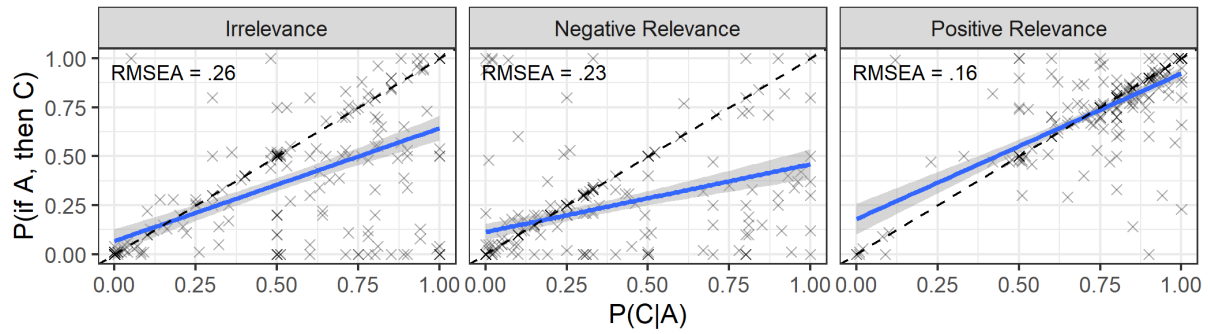 Irrelevance Negative Relevance Positive Relevance
RMSEA = .26 RMSEA = .23 RMSEA = .16
1.00
0.75
0.50
0.25
0.00
P(if A, then C)
0.00 0.25 0.50 0.75 1.00 0.00 0.25 0.50 0.75 1.00 0.00 0.25 0.50 0.75 1.00
P(C|A)